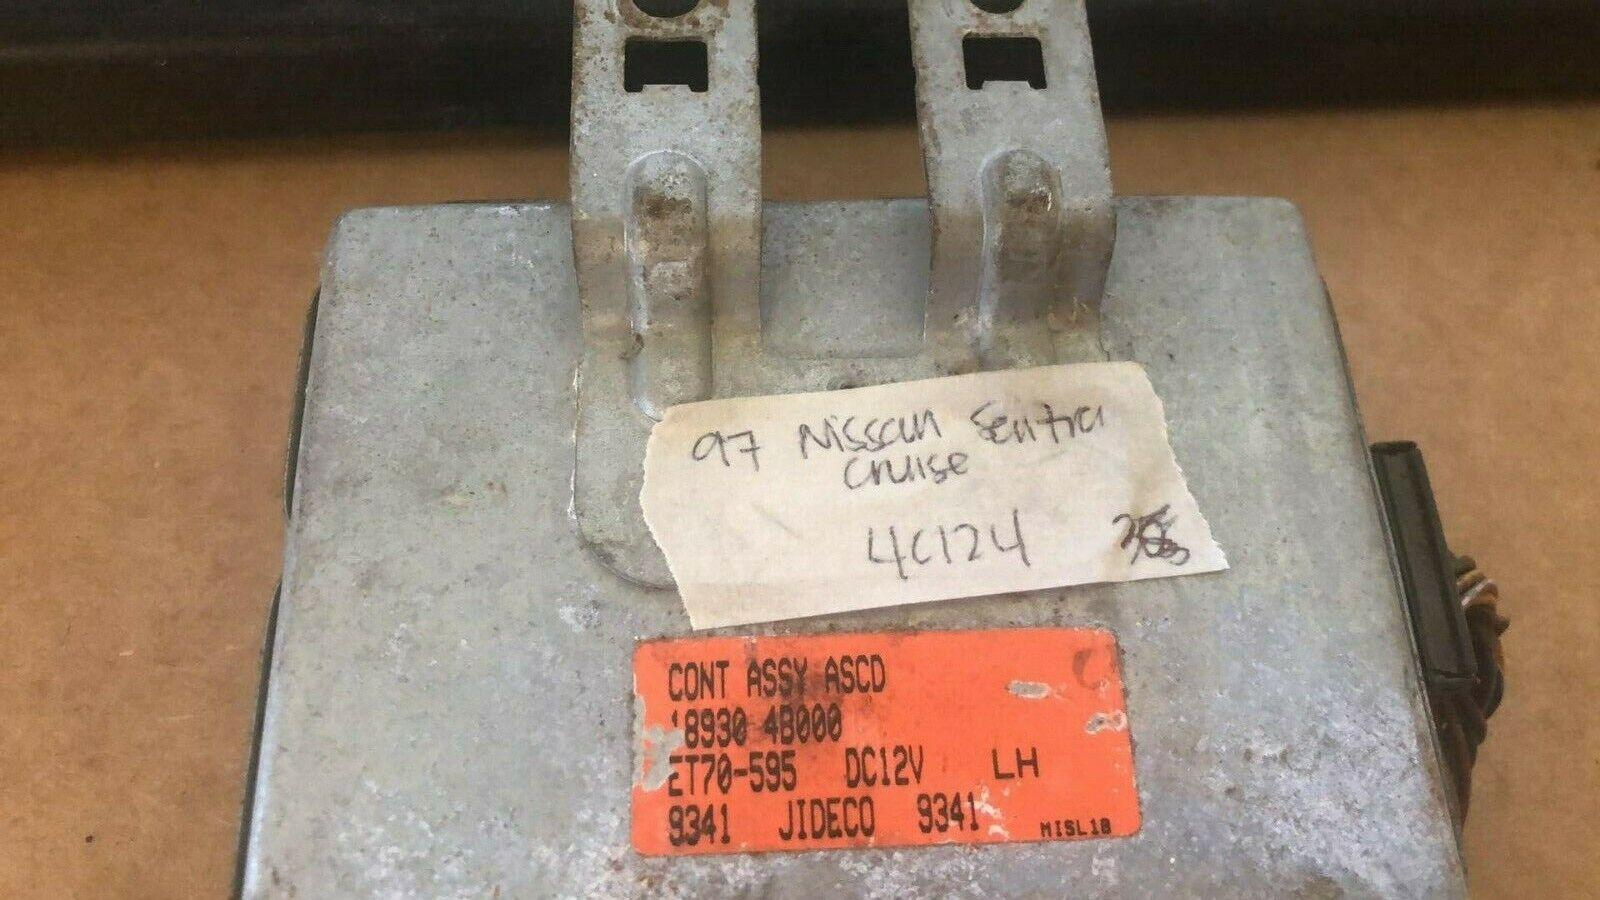 97 Nissan Sentra
cruise
4C124
CONT ASSY ASCD
18930 4B000
ET70-595 DC12V LH
9341 JIDECO 9341 MISL18